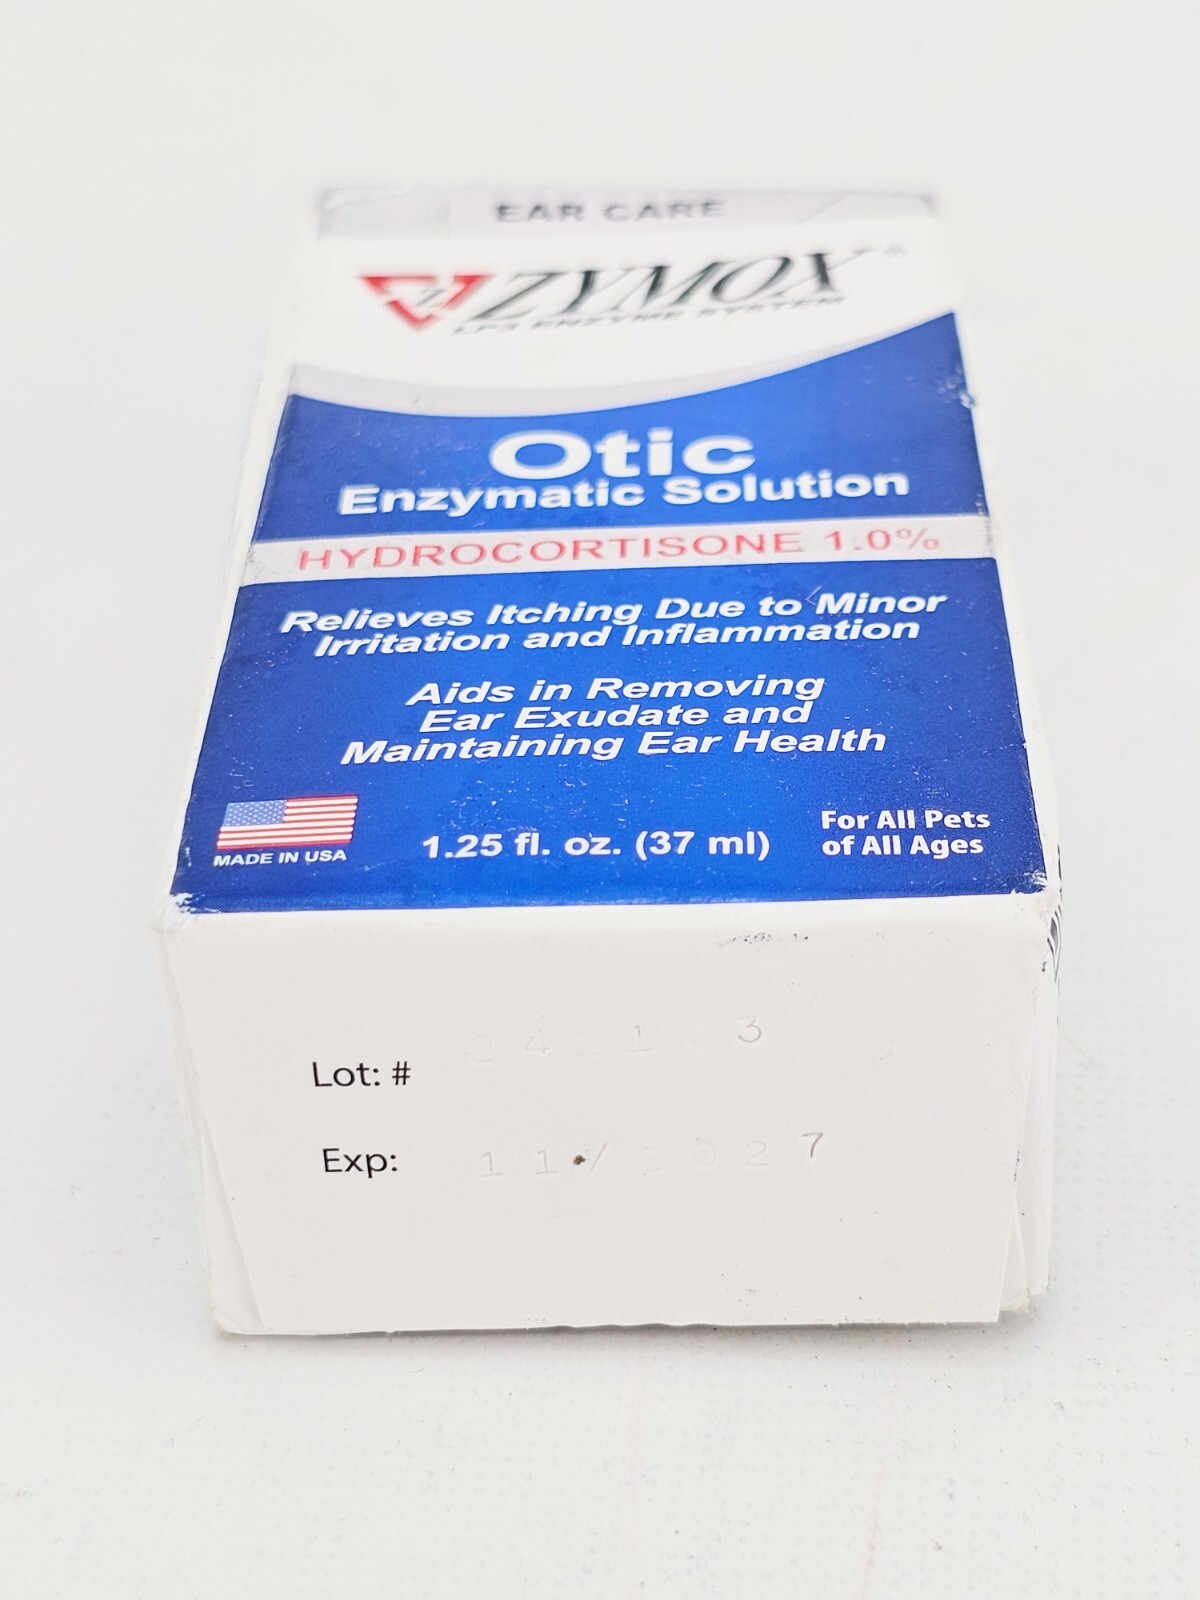 EAR CARE
Z ZYMOX®
LP3 ENZYME SYSTEM
Otic
Enzymatic Solution
HYDROCORTISONE 1.0%
Relieves Itching Due to Minor
Irritation and Inflammation
Aids in Removing
Ear Exudate and
Maintaining Ear Health
MADE IN USA
1.25 fl. oz. (37 ml)
For All Pets
of All Ages
Lot: #
Exp: 11/2027